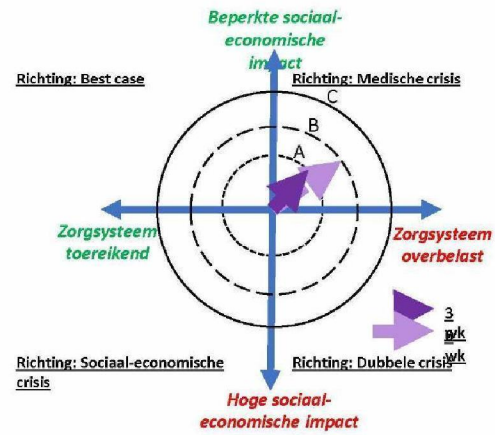 Beperkte sociaal-
economische
impact
Richting: Best case
Richting: Medische crisis
C
B
A
Zorgsysteem
toereikend
Zorgsysteem
overbelast
3
wk
wk
Richting: Sociaal-economische
crisis
Richting: Dubbele crisis
Hoge sociaal-
economische impact